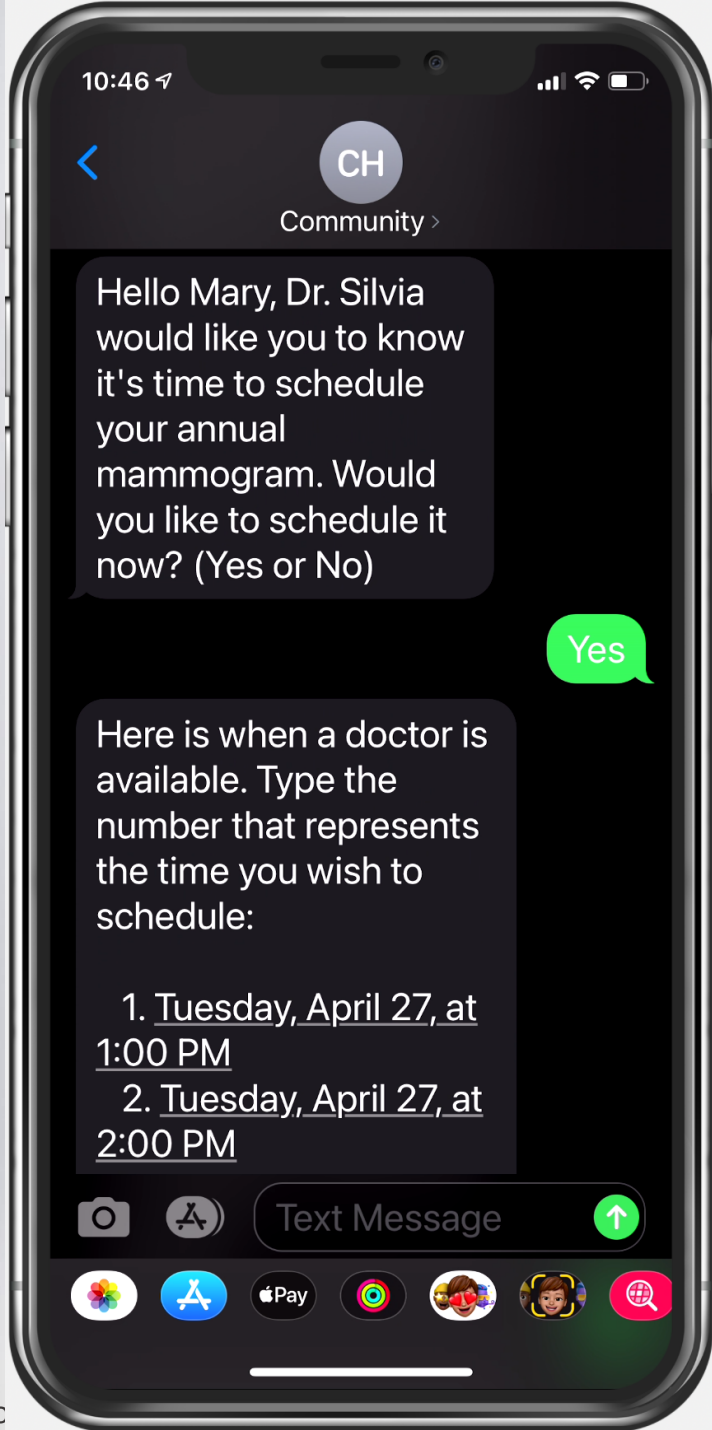 10:46
CH
Community
Hello Mary, Dr. Silvia
would like you to know
it's time to schedule
your annual
mammogram. Would
you like to schedule it
now? (Yes or No)
Yes
Here is when a doctor is
available. Type the
number that represents
the time you wish to
schedule:
1. Tuesday, April 27, at
1:00 PM
2. Tuesday, April 27, at
2:00 PM
Text Message
Pay